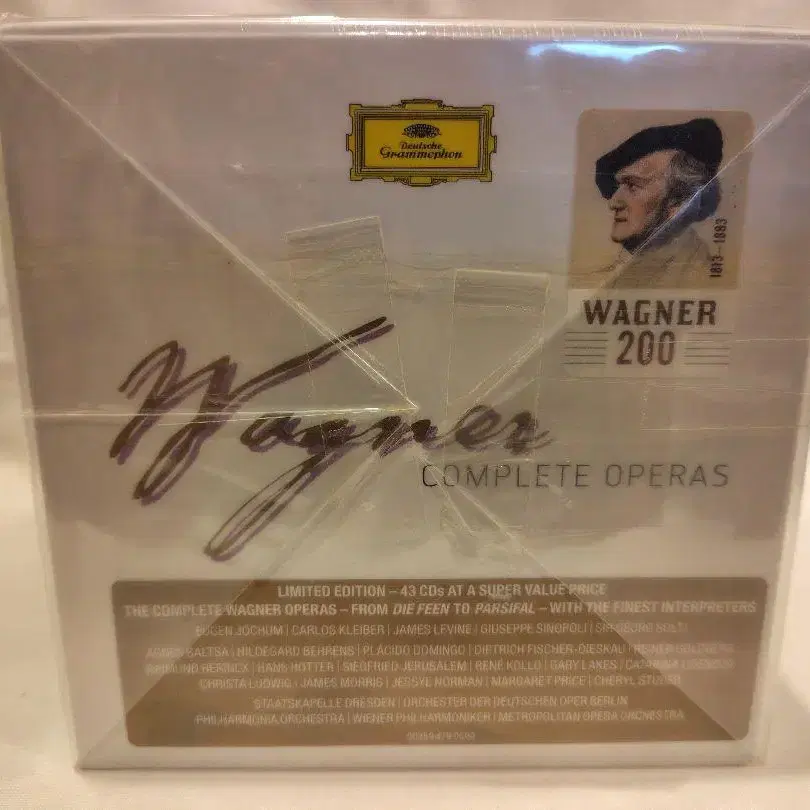 Deutsche
Grammophon
1813–1883
WAGNER
200
Wagner
COMPLETE OPERAS
LIMITED EDITION – 43 CDs AT A SUPER VALUE PRICE
THE COMPLETE WAGNER OPERAS – FROM DIE FEEN TO PARSIFAL – WITH THE FINEST INTERPRETERS
EUGEN JOCHUM | CARLOS KLEIBER | JAMES LEVINE | GIUSEPPE SINOPOLI | SIR GEORG SOLTI
AGNES BALTSA | HILDEGARD BEHRENS | PLÁCIDO DOMINGO | DIETRICH FISCHER-DIESKAU | REINER GOLDBERG
RAIMUND HERINCX | HANS HOTTER | SIEGFRIED JERUSALEM | RENÉ KOLLO | GARY LAKES | CATARINA LIGENDZA
CHRISTA LUDWIG | JAMES MORRIS | JESSYE NORMAN | MARGARET PRICE | CHERYL STUDER
STAATSKAPELLE DRESDEN | ORCHESTER DER DEUTSCHEN OPER BERLIN
PHILHARMONIA ORCHESTRA | WIENER PHILHARMONIKER | METROPOLITAN OPERA ORCHESTRA